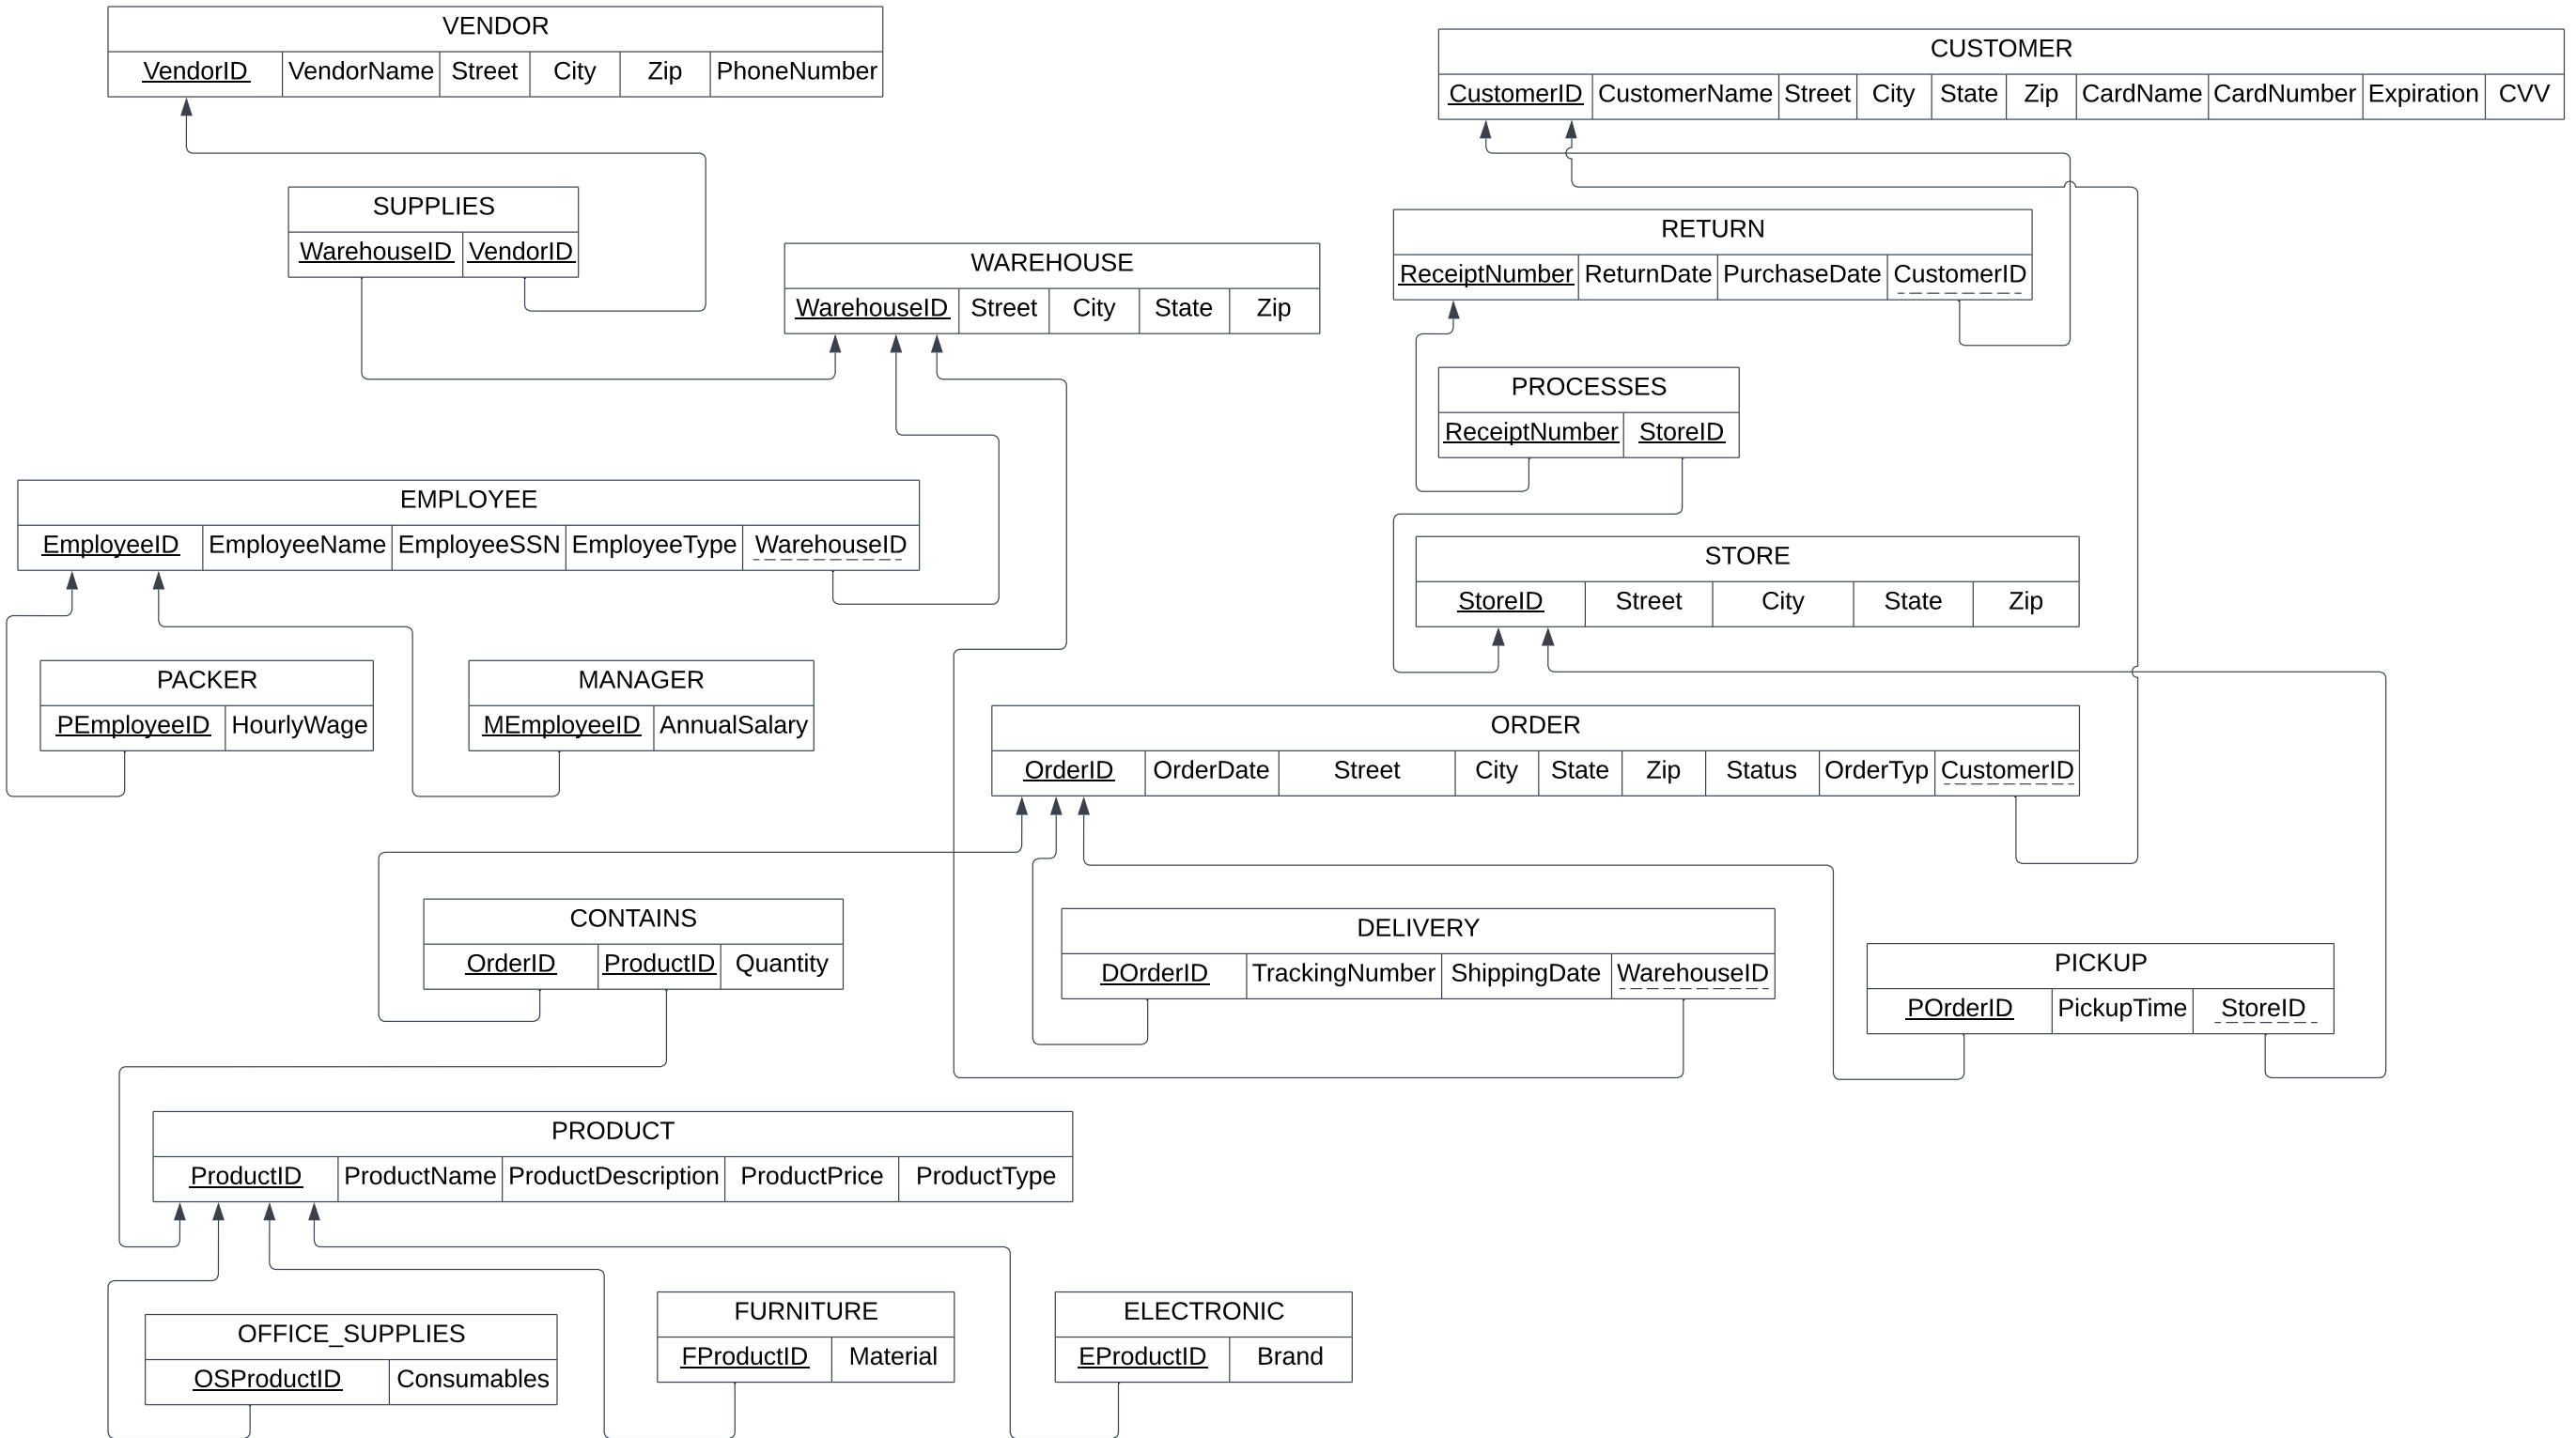 VENDOR
VendorID VendorName Street City Zip PhoneNumber
CUSTOMER
CustomerID CustomerName Street City State Zip CardName CardNumber Expiration CVV
SUPPLIES
WarehouseID VendorID
RETURN
ReceiptNumber ReturnDate PurchaseDate CustomerID
WAREHOUSE
WarehouseID Street City State Zip
PROCESSES
ReceiptNumber StoreID
EMPLOYEE
EmployeeID EmployeeName EmployeeSSN EmployeeType WarehouseID
STORE
StoreID Street City State Zip
PACKER
PEmployeeID HourlyWage
MANAGER
MEmployeeID AnnualSalary
ORDER
OrderID OrderDate Street City State Zip Status OrderTyp CustomerID
CONTAINS
OrderID ProductID Quantity
DELIVERY
DOrderID TrackingNumber ShippingDate WarehouseID
PICKUP
POrderID PickupTime StoreID
PRODUCT
ProductID ProductName ProductDescription ProductPrice ProductType
OFFICE_SUPPLIES
OSProductID Consumables
FURNITURE
FProductID Material
ELECTRONIC
EProductID Brand